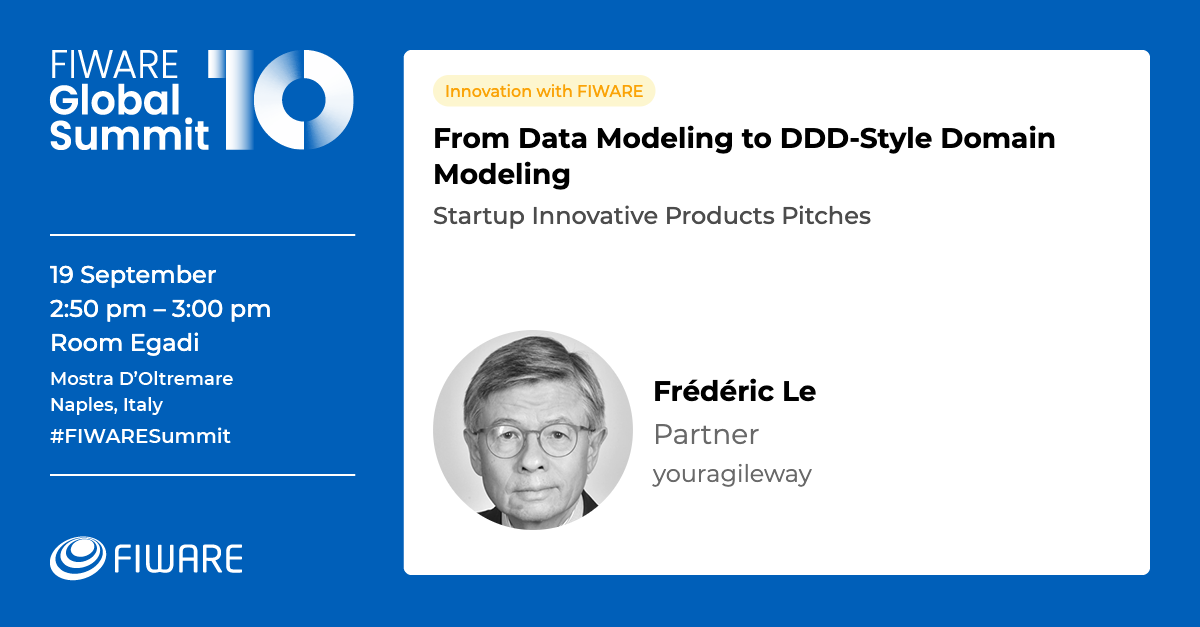 FIWARE
Global
Summit
10
19 September
2:50 pm – 3:00 pm
Room Egadi
Mostra D’Oltremare
Naples, Italy
#FIWARESummit
FIWARE
Innovation with FIWARE
From Data Modeling to DDD-Style Domain
Modeling
Startup Innovative Products Pitches
Frédéric Le
Partner
youragileway